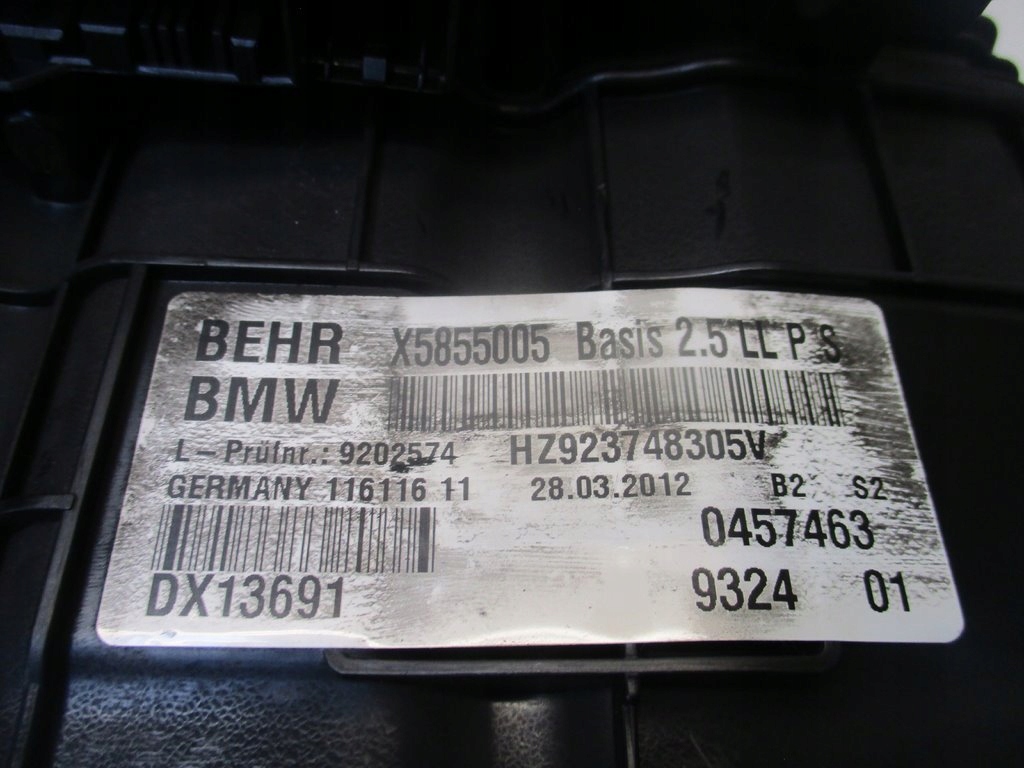 BEHR X5855005 Basis 2.5 LL P S
BMW
L-Prüfnr.: 9202574 HZ923748305V
GERMANY 116116 11 28.03.2012 B2 S2
0457463
DX13691 9324 01